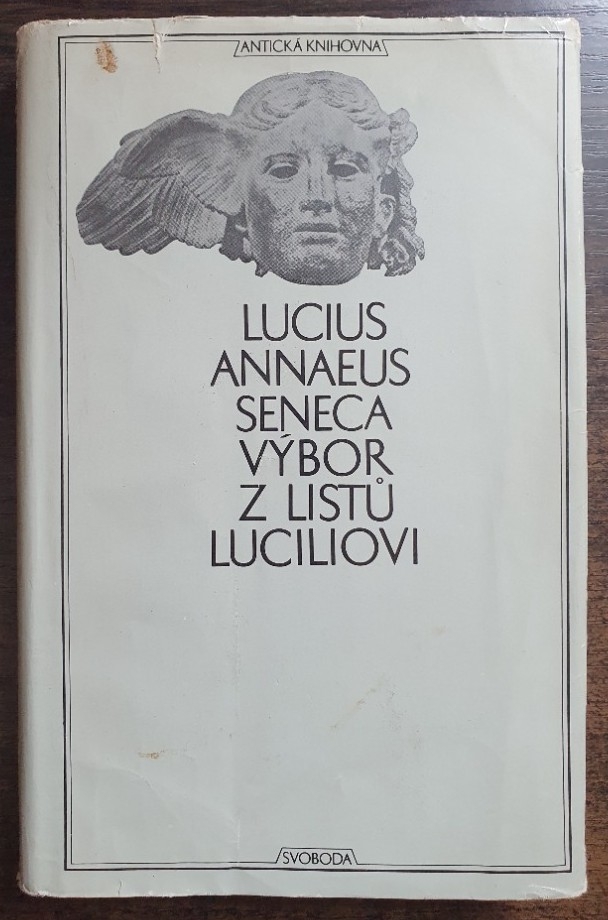 ANTICKÁ KNIHOVNA
LUCIUS
ANNAEUS
SENECA
VÝBOR
Z LISTŮ
LUCILIOVI
SVOBODA